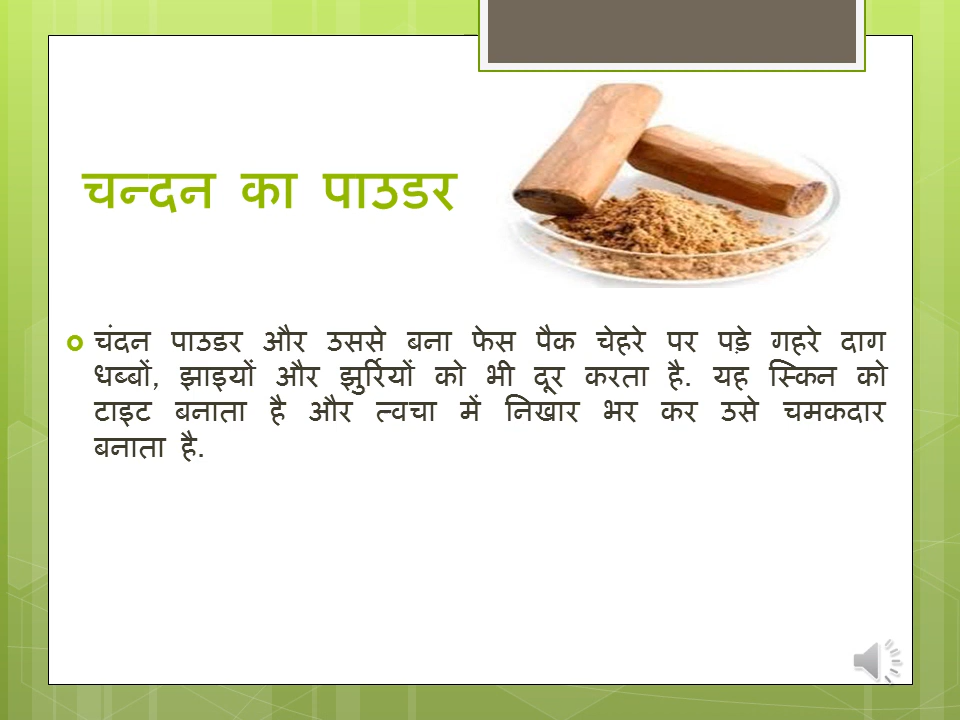 चन्दन का पाउडर
चंदन पाउडर और उससे बना फेस पैक चेहरे पर पड़े गहरे दाग
धब्बों, झाइयों और झुर्रियों को भी दूर करता है. यह स्किन को
टाइट बनाता है और त्वचा में निखार भर कर उसे चमकदार
बनाता है.